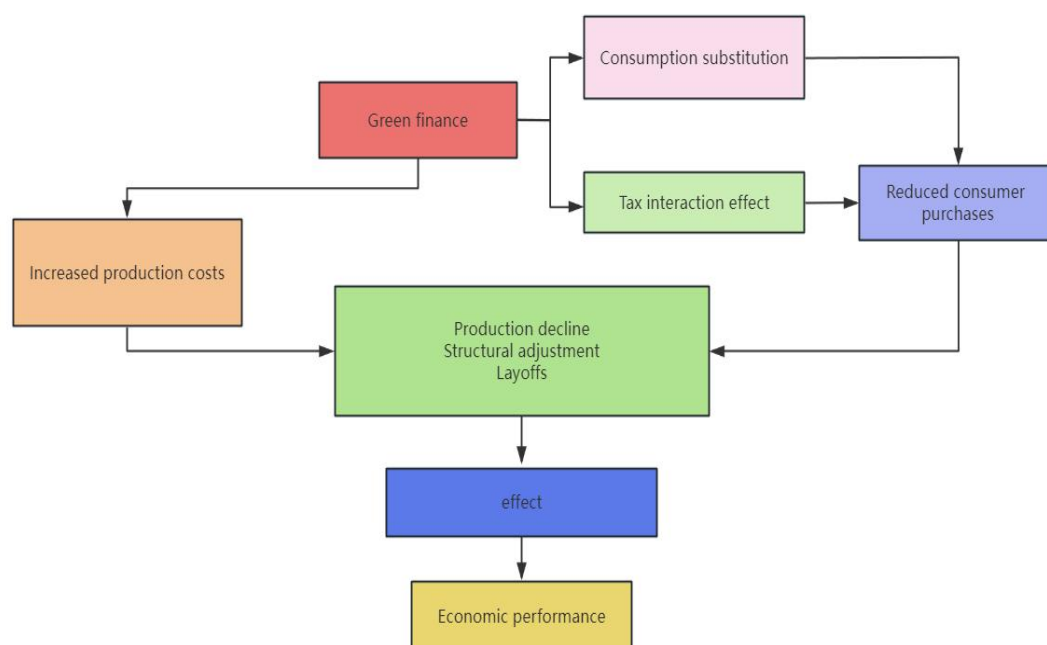 Consumption substitution
Green finance
Tax interaction effect
Reduced consumer
purchases
Increased production costs
Production decline
Structural adjustment
Layoffs
effect
Economic performance